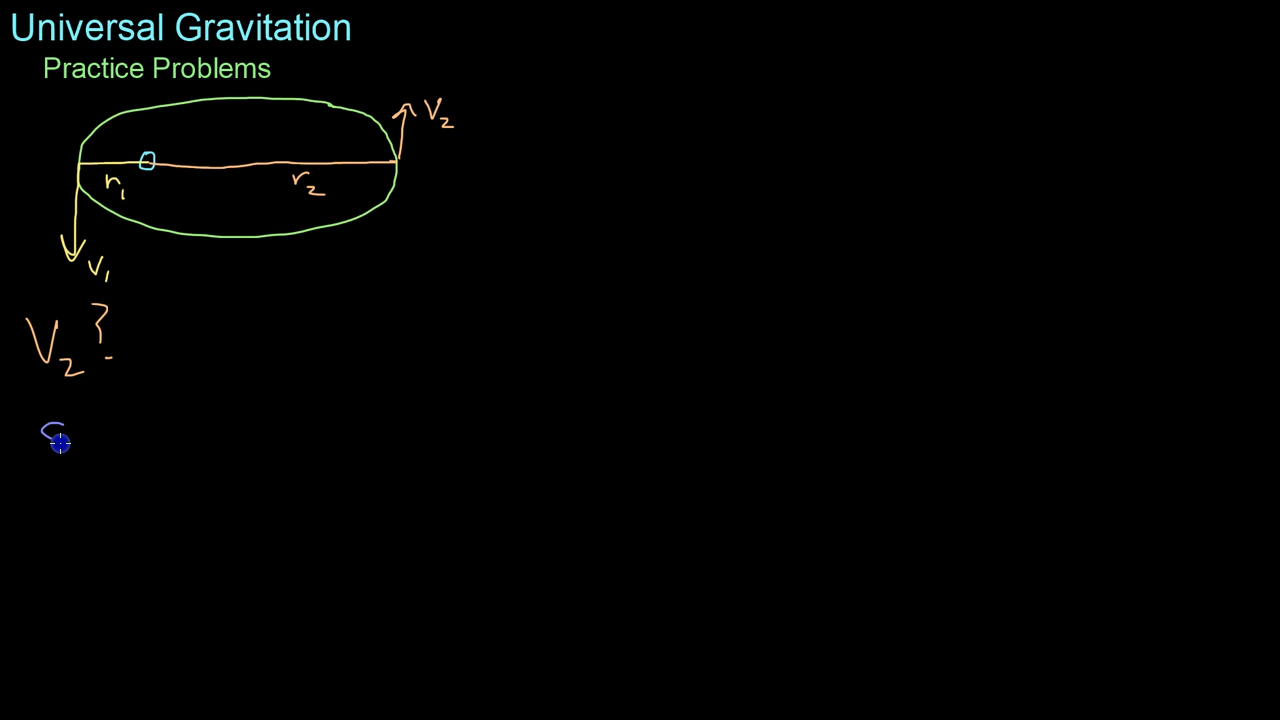 Universal Gravitation
Practice Problems
V₂
r₁
r₂
v₁
V₂?